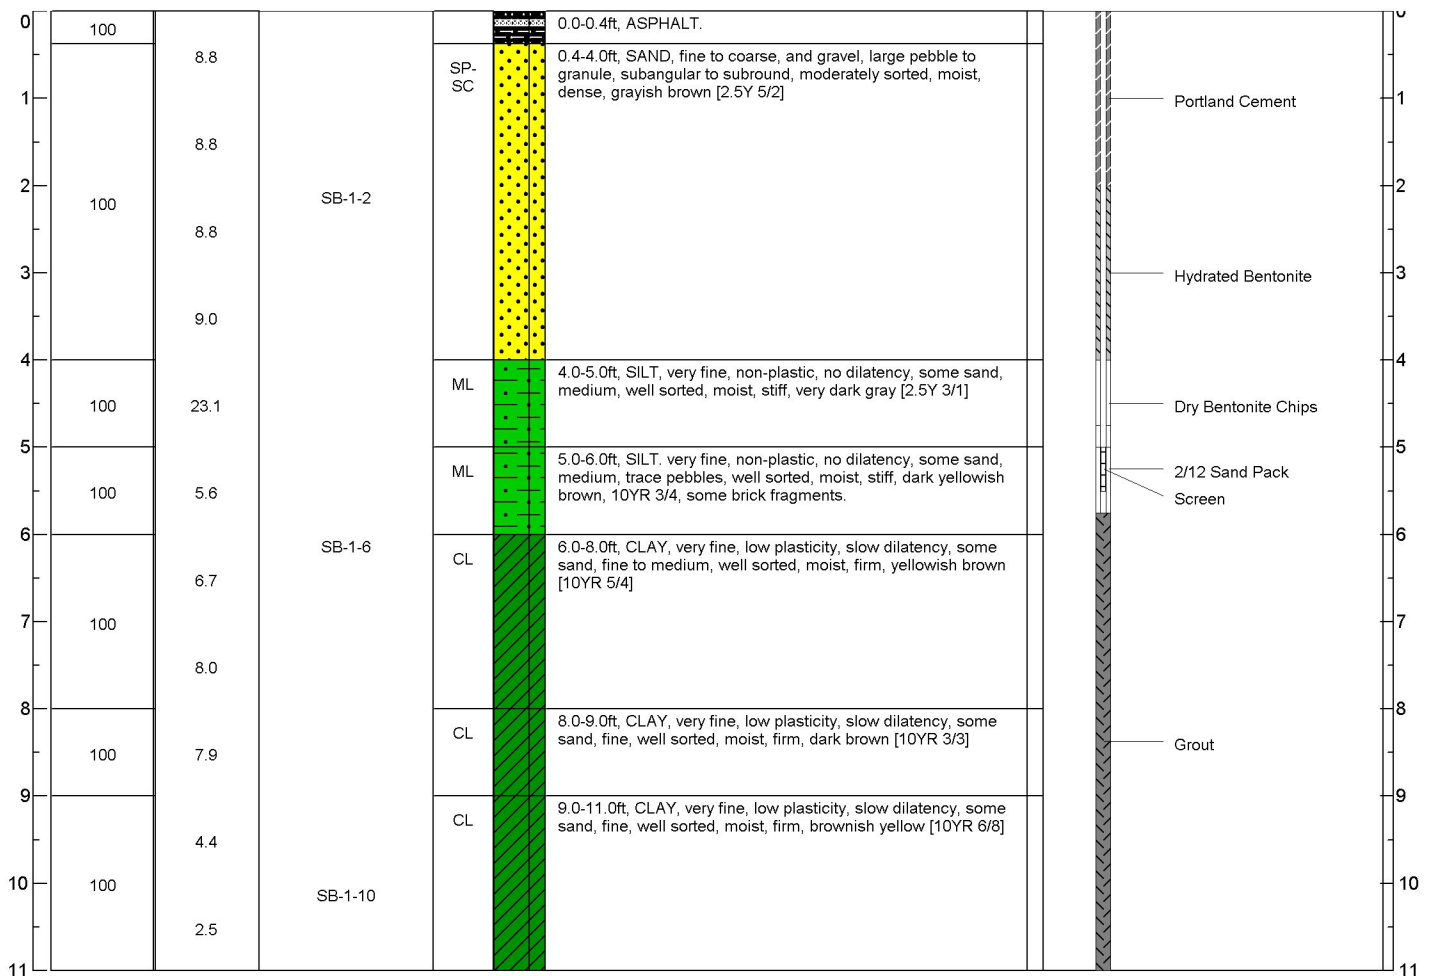 0
100
0.0-0.4ft, ASPHALT.
0
8.8
SP-
SC
0.4-4.0ft, SAND, fine to coarse, and gravel, large pebble to
granule, subangular to subround, moderately sorted, moist,
dense, grayish brown [2.5Y 5/2]
1
Portland Cement
1
8.8
2
100
SB-1-2
2
8.8
3
Hydrated Bentonite
3
9.0
4
4
ML
4.0-5.0ft, SILT, very fine, non-plastic, no dilatency, some sand,
medium, well sorted, moist, stiff, very dark gray [2.5Y 3/1]
100
23.1
Dry Bentonite Chips
5
5
ML
5.0-6.0ft, SILT. very fine, non-plastic, no dilatency, some sand,
medium, trace pebbles, well sorted, moist, stiff, dark yellowish
brown, 10YR 3/4, some brick fragments.
100
5.6
2/12 Sand Pack
Screen
6
6
SB-1-6
CL
6.0-8.0ft, CLAY, very fine, low plasticity, slow dilatency, some
sand, fine to medium, well sorted, moist, firm, yellowish brown
[10YR 5/4]
6.7
7
100
7
8.0
8
8
CL
8.0-9.0ft, CLAY, very fine, low plasticity, slow dilatency, some
sand, fine, well sorted, moist, firm, dark brown [10YR 3/3]
100
7.9
Grout
9
9
CL
9.0-11.0ft, CLAY, very fine, low plasticity, slow dilatency, some
sand, fine, well sorted, moist, firm, brownish yellow [10YR 6/8]
4.4
10
100
SB-1-10
10
2.5
11
11